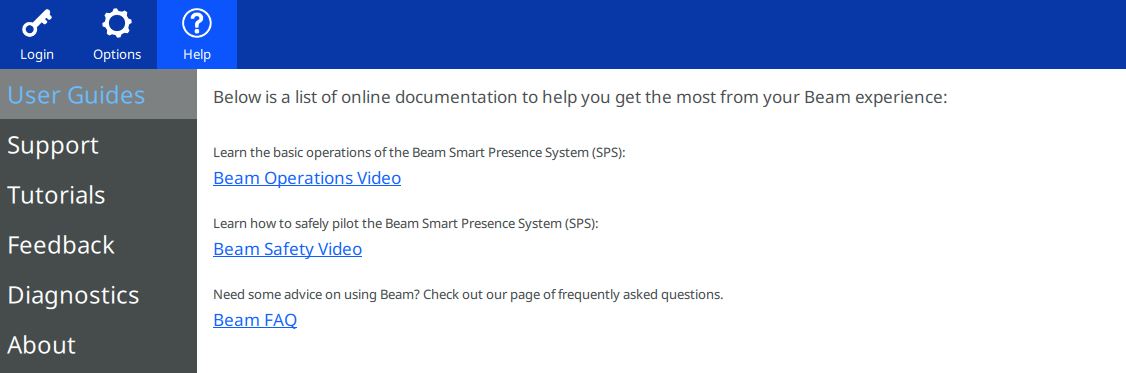 Login
Options
Help
User Guides
Support
Tutorials
Feedback
Diagnostics
About
Below is a list of online documentation to help you get the most from your Beam experience:
Learn the basic operations of the Beam Smart Presence System (SPS):
Beam Operations Video
Learn how to safely pilot the Beam Smart Presence System (SPS):
Beam Safety Video
Need some advice on using Beam? Check out our page of frequently asked questions.
Beam FAQ